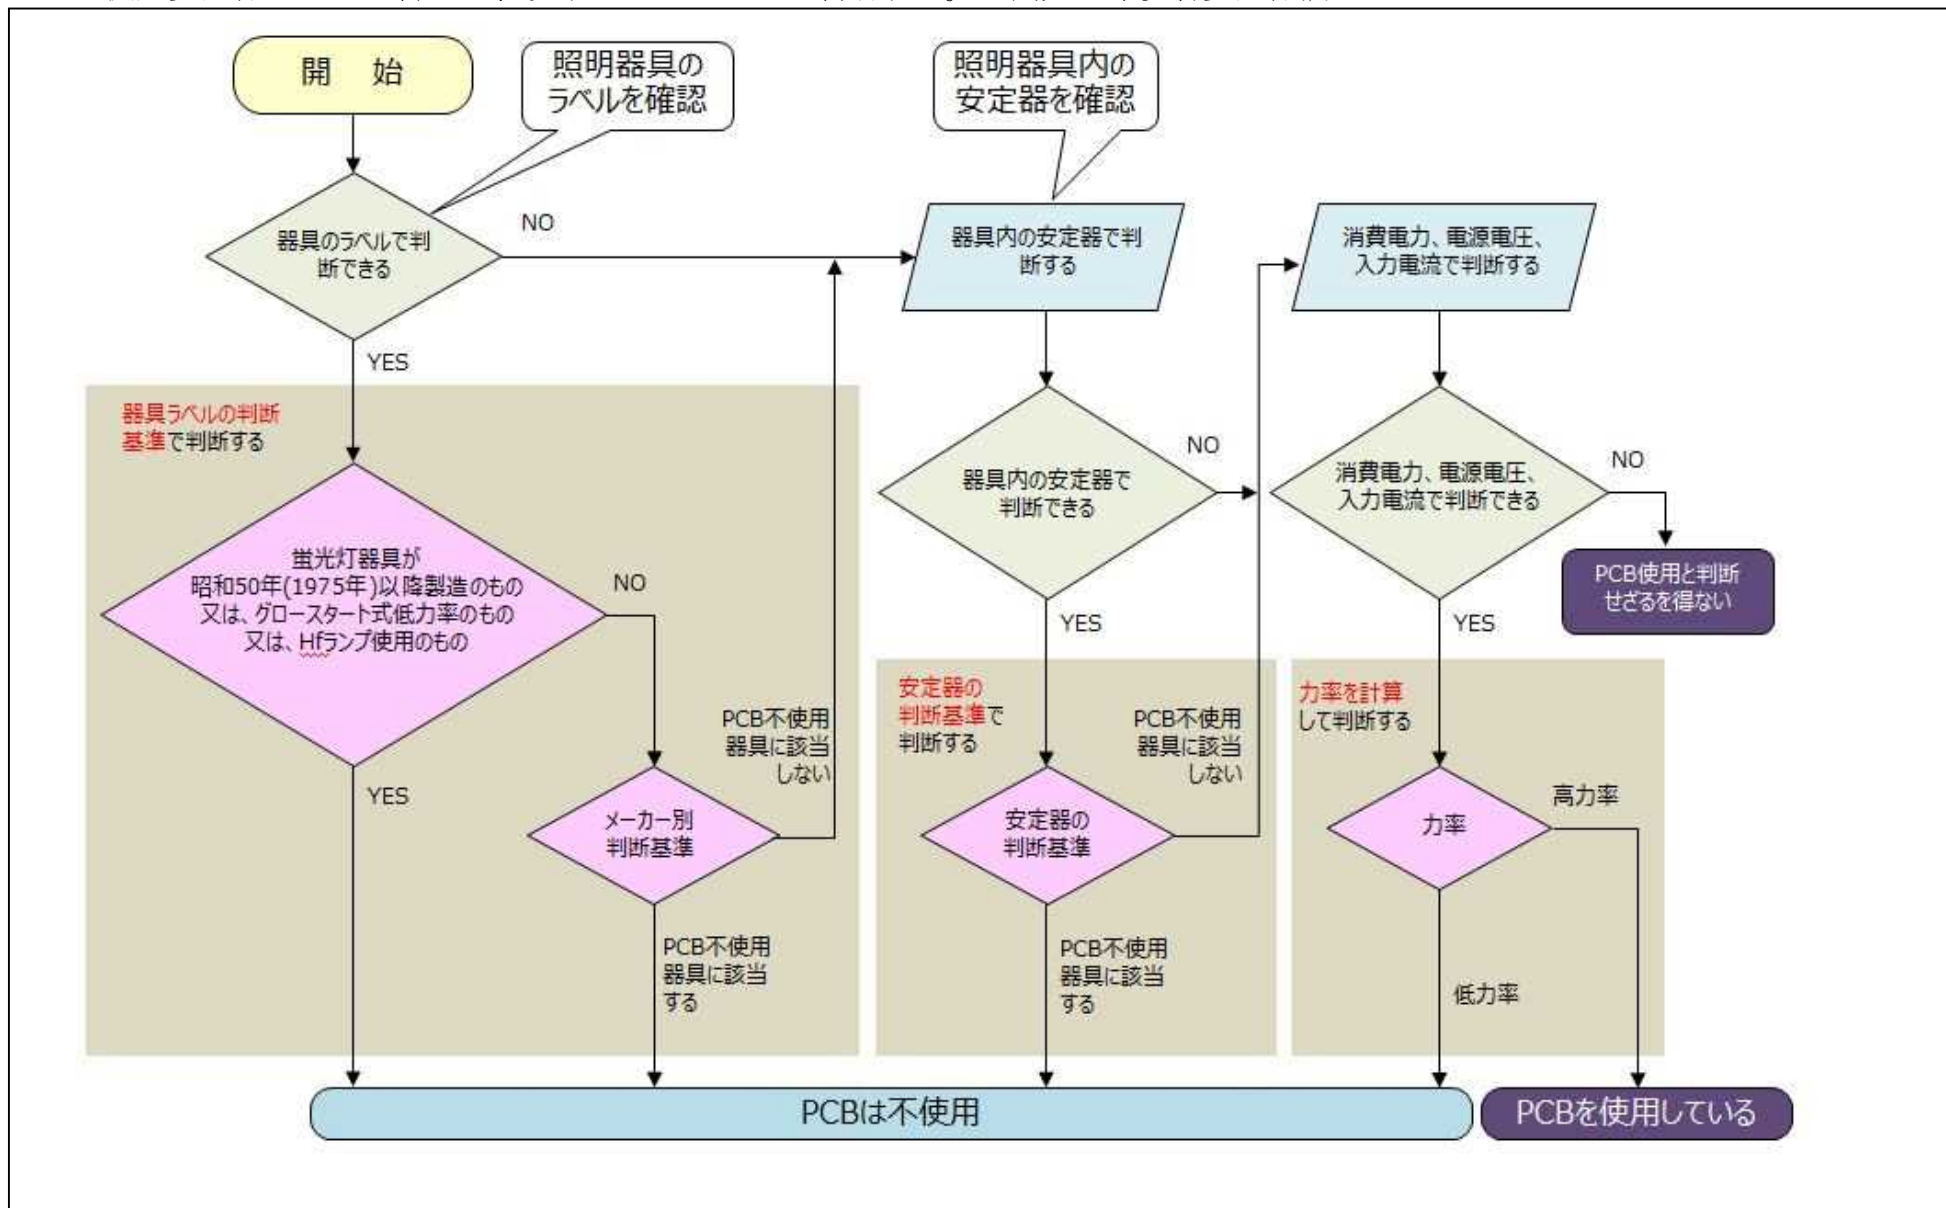 開 始
照明器具の
ラベルを確認
照明器具内の
安定器を確認
器具のラベルで判
断できる
NO
器具内の安定器で判
断する
消費電力、電源電圧、
入力電流で判断する
YES
器具ラベルの判断
基準で判断する
蛍光灯器具が
昭和50年(1975年)以降製造のもの
又は、グロースタート式低力率のもの
又は、Hfランプ使用のもの
NO
YES
メーカー別
判断基準
PCB不使用
器具に該当
しない
PCB不使用
器具に該当
する
器具内の安定器で
判断できる
NO
YES
安定器の
判断基準で
判断する
PCB不使用
器具に該当
しない
安定器の
判断基準
PCB不使用
器具に該当
する
消費電力、電源電圧、
入力電流で判断できる
NO
PCB使用と判断
せざるを得ない
YES
力率を計算
して判断する
力率
高力率
低力率
PCBは不使用
PCBを使用している